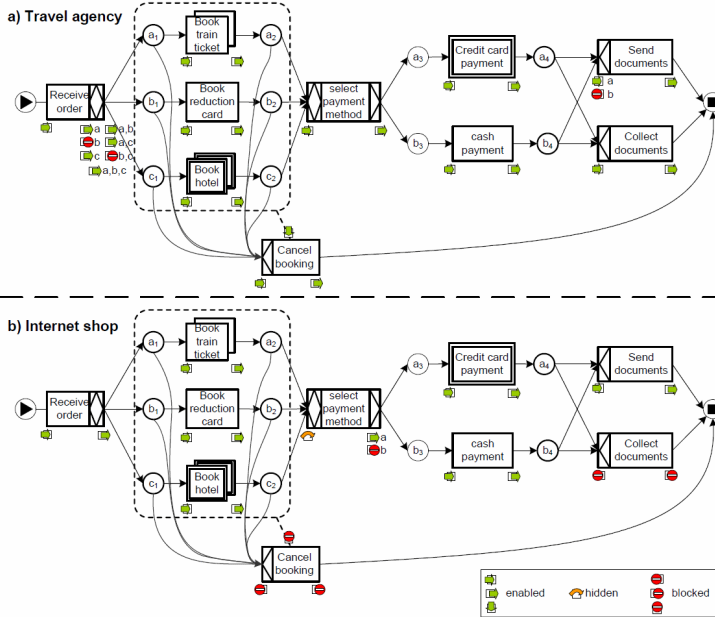 a) Travel agency
a₁
Book
train
ticket
a₂
a₃
Credit card
payment
a₄
Send
documents
a
b
Receive
order
b₁
Book
reduction
card
b₂
select
payment
method
a
a,b
b
a,c
c
b,c
a,b,c
b₃
cash
payment
b₄
Collect
documents
c₁
Book
hotel
c₂
Cancel
booking
b) Internet shop
a₁
Book
train
ticket
a₂
a₃
Credit card
payment
a₄
Send
documents
Receive
order
b₁
Book
reduction
card
b₂
select
payment
method
a
b
b₃
cash
payment
b₄
Collect
documents
c₁
Book
hotel
c₂
Cancel
booking
enabled
hidden
blocked